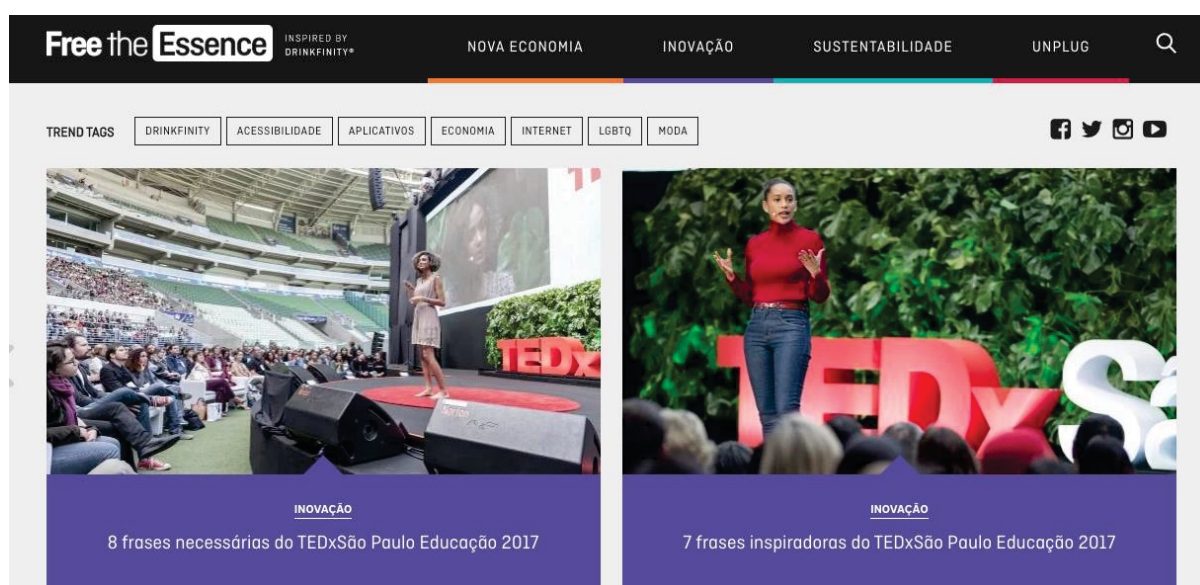 Free the Essence INSPIRED BY
DRINKFINITY®
NOVA ECONOMIA
INOVAÇÃO
SUSTENTABILIDADE
UNPLUG
TREND TAGS
DRINKFINITY
ACESSIBILIDADE
APLICATIVOS
ECONOMIA
INTERNET
LGBTQ
MODA
TEDx
TEDxSã
INOVAÇÃO
8 frases necessárias do TEDxSão Paulo Educação 2017
INOVAÇÃO
7 frases inspiradoras do TEDxSão Paulo Educação 2017